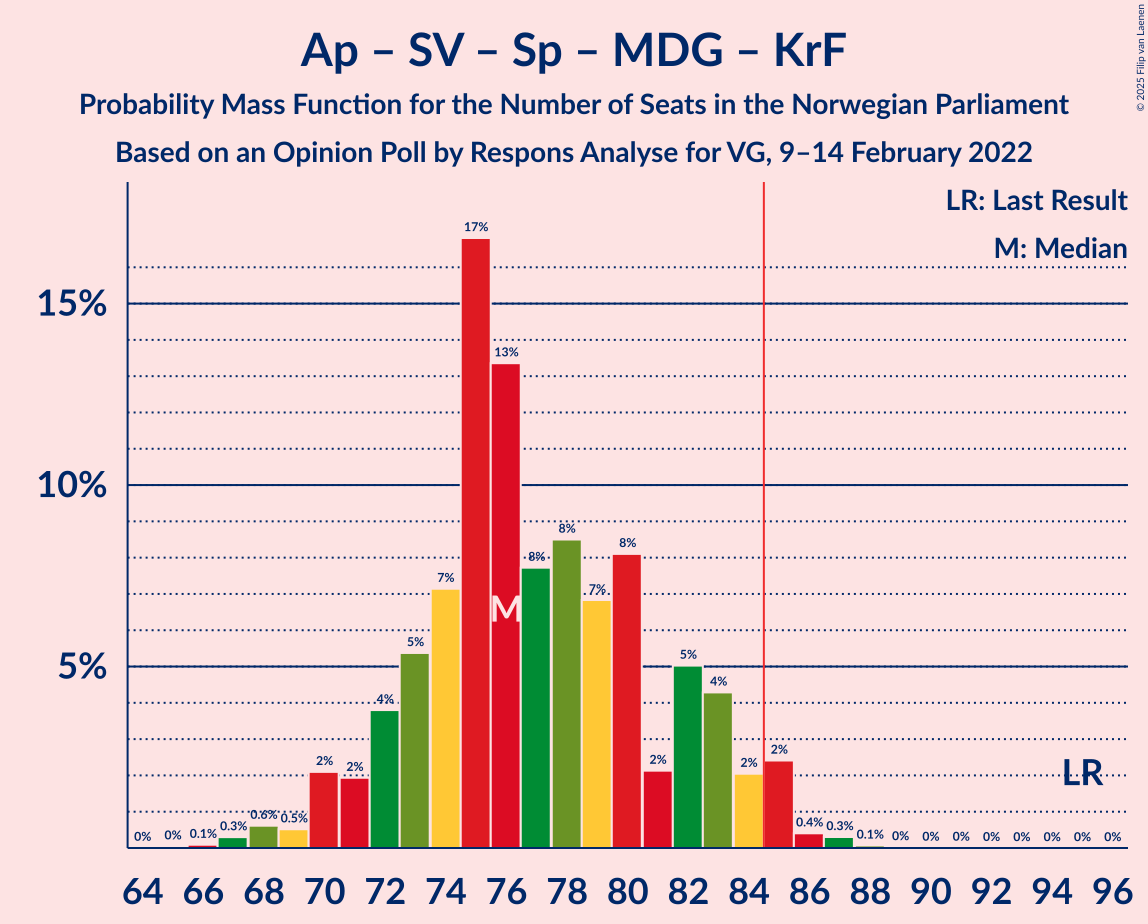 Ap – SV – Sp – MDG – KrF
Probability Mass Function for the Number of Seats in the Norwegian Parliament
Based on an Opinion Poll by Respons Analyse for VG, 9–14 February 2022
© 2025 Filip van Laenen
LR: Last Result
M: Median
15%
10%
5%
0% 0% 0.1% 0.3% 0.6% 0.5% 2% 2% 4% 5% 7% 17% 13% 8% 8% 7% 8% 2% 5% 4% 2% 2% 0.4% 0.3% 0.1% 0% 0% 0% 0% 0% 0% 0% 0%
M
LR
64 66 68 70 72 74 76 78 80 82 84 86 88 90 92 94 96